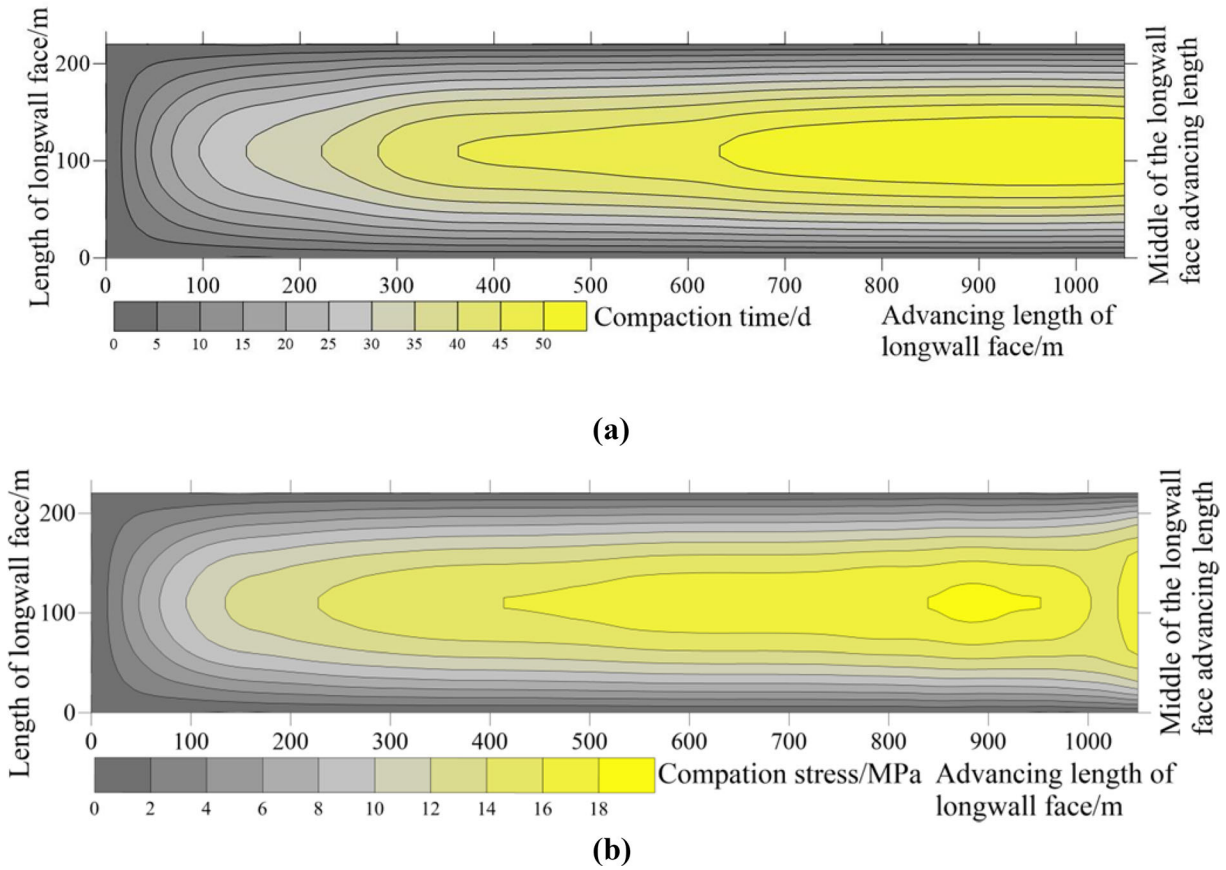 Length of longwall face/m
200
100
0
Middle of the longwall
face advancing length
0 100 200 300 400 500 600 700 800 900 1000
0 5 10 15 20 25 30 35 40 45 50
Compaction time/d
Advancing length of
longwall face/m
(a)
Length of longwall face/m
200
100
0
Middle of the longwall
face advancing length
0 100 200 300 400 500 600 700 800 900 1000
0 2 4 6 8 10 12 14 16 18
Compation stress/MPa
Advancing length of
longwall face/m
(b)